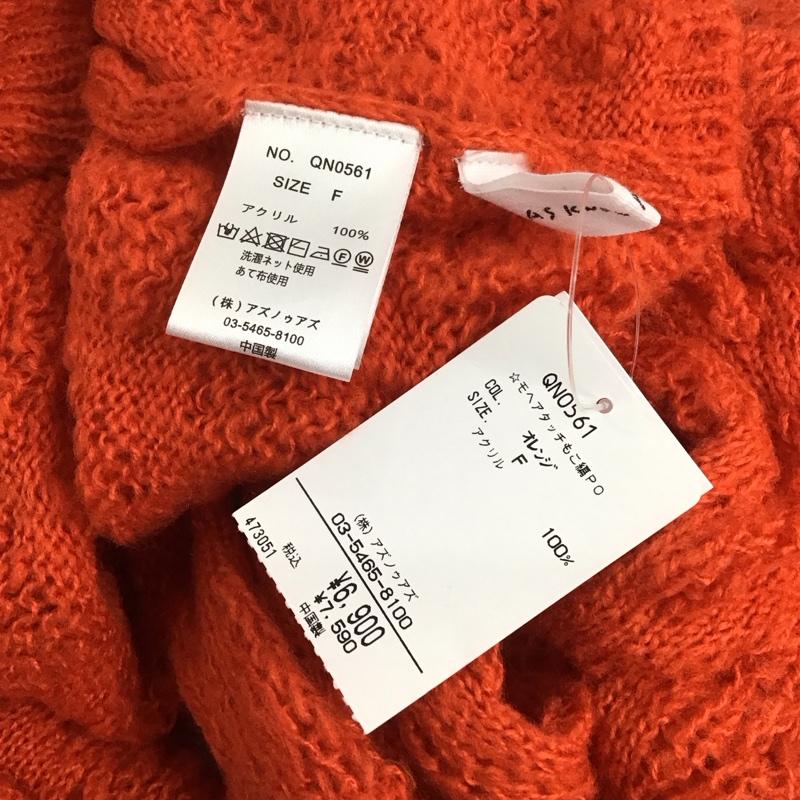 NO. QN0561
SIZE F
アクリル 100%
F W
洗濯ネット使用
あて布使用
(株)アズノゥアズ
03-5465-8100
中国製
QN0561
☆モヘアタッチもこ編PO
COL. オレンジ
SIZE. F
アクリル 100%
(株)アズノゥアズ
03-5465-8100
¥6,900
473051 税込 ¥7.590